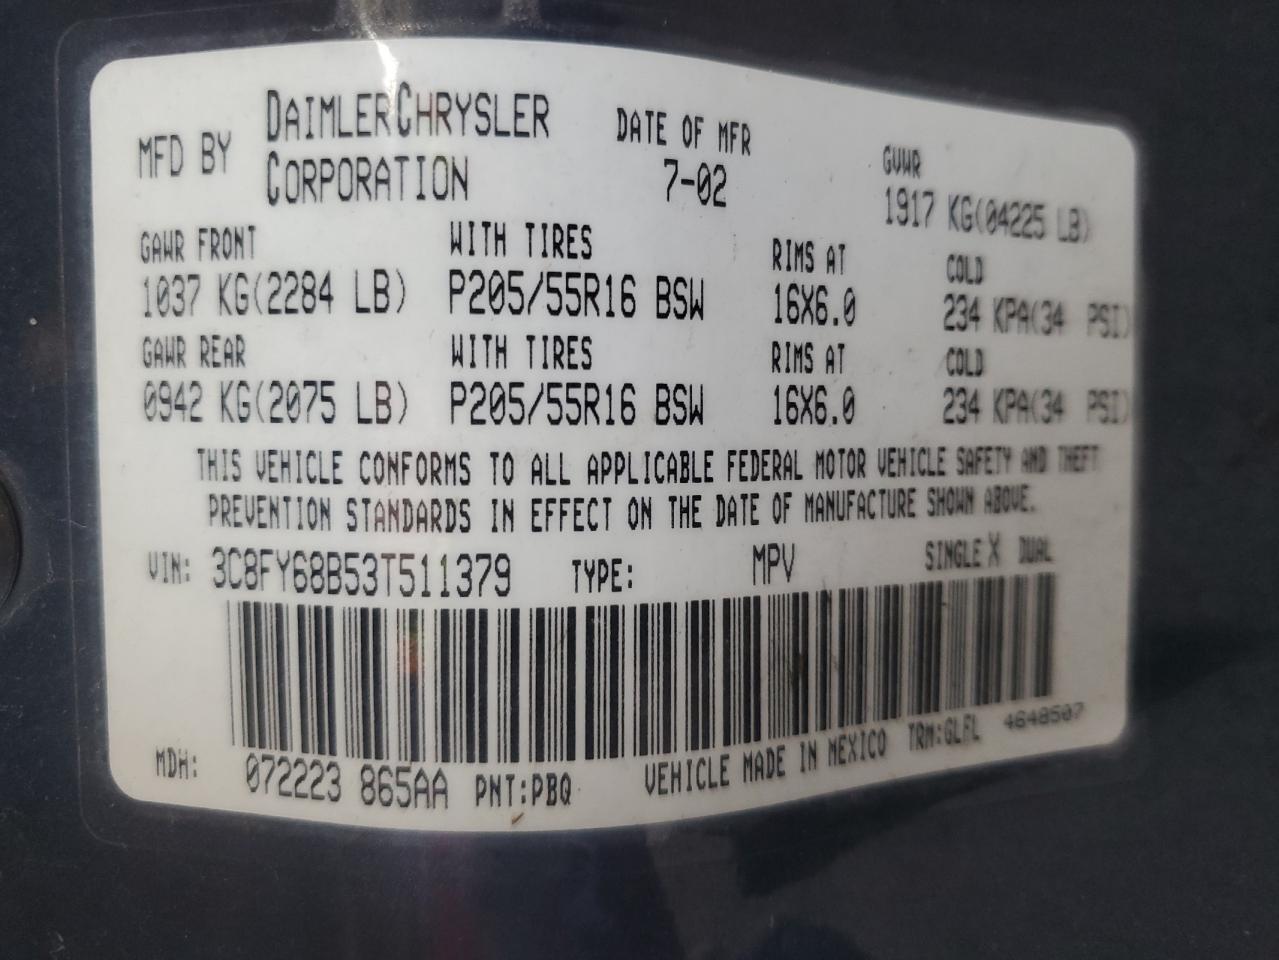 MFD BY DAIMLERCHRYSLER CORPORATION
DATE OF MFR 7-02
GVWR 1917 KG(04225 LB)
GAWR FRONT WITH TIRES RIMS AT COLD
1037 KG(2284 LB) P205/55R16 BSW 16X6.0 234 KPA(34 PSI)
GAWR REAR WITH TIRES RIMS AT COLD
0942 KG(2075 LB) P205/55R16 BSW 16X6.0 234 KPA(34 PSI)
THIS VEHICLE CONFORMS TO ALL APPLICABLE FEDERAL MOTOR VEHICLE SAFETY AND THEFT
PREVENTION STANDARDS IN EFFECT ON THE DATE OF MANUFACTURE SHOWN ABOVE.
VIN: 3C8FY68B53T511379 TYPE: MPV SINGLE X DUAL
MDH: 072223 865AA PNT:PBQ VEHICLE MADE IN MEXICO TRM:GLFL 4648507